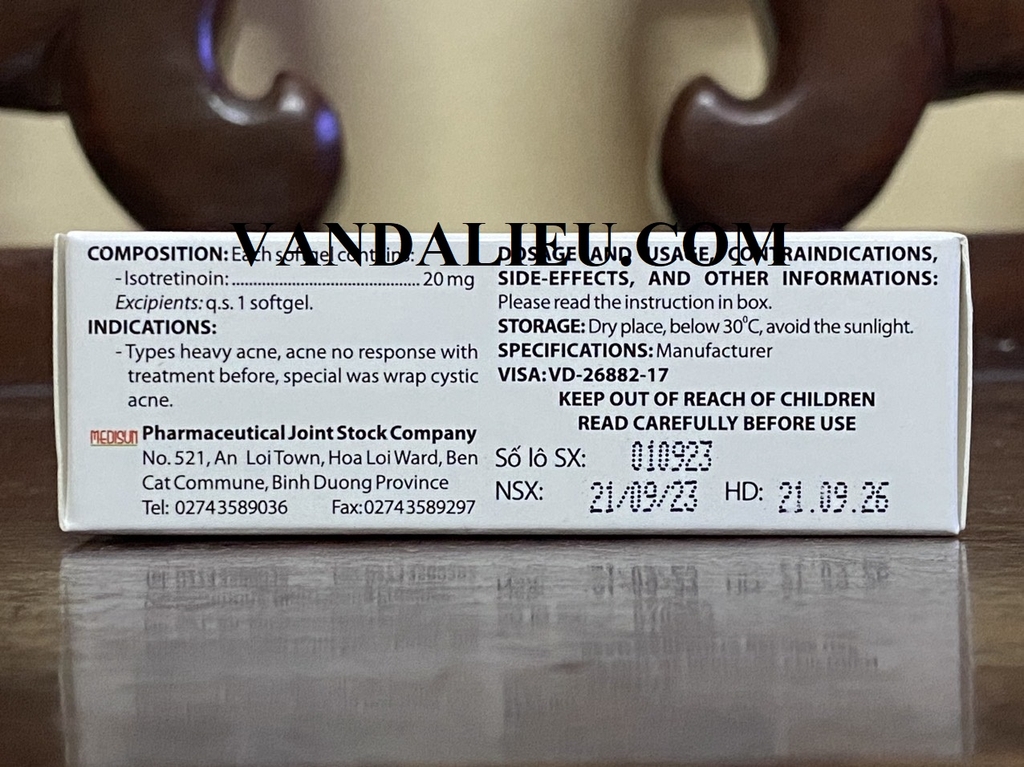 VANDALIEU.COM
COMPOSITION: Each softgel contains:
- Isotretinoin:................................................ 20 mg
Excipients: q.s. 1 softgel.
INDICATIONS:
- Types heavy acne, acne no response with
treatment before, special was wrap cystic
acne.
MEDISUN Pharmaceutical Joint Stock Company
No. 521, An Loi Town, Hoa Loi Ward, Ben
Cat Commune, Binh Duong Province
Tel: 02743589036 Fax:02743589297
DOSAGE AND USAGE, CONTRAINDICATIONS,
SIDE-EFFECTS, AND OTHER INFORMATIONS:
Please read the instruction in box.
STORAGE: Dry place, below 30⁰C, avoid the sunlight.
SPECIFICATIONS: Manufacturer
VISA: VD-26882-17
KEEP OUT OF REACH OF CHILDREN
READ CAREFULLY BEFORE USE
Số lô SX: 010923
NSX: 21/09/23 HD: 21.09.26